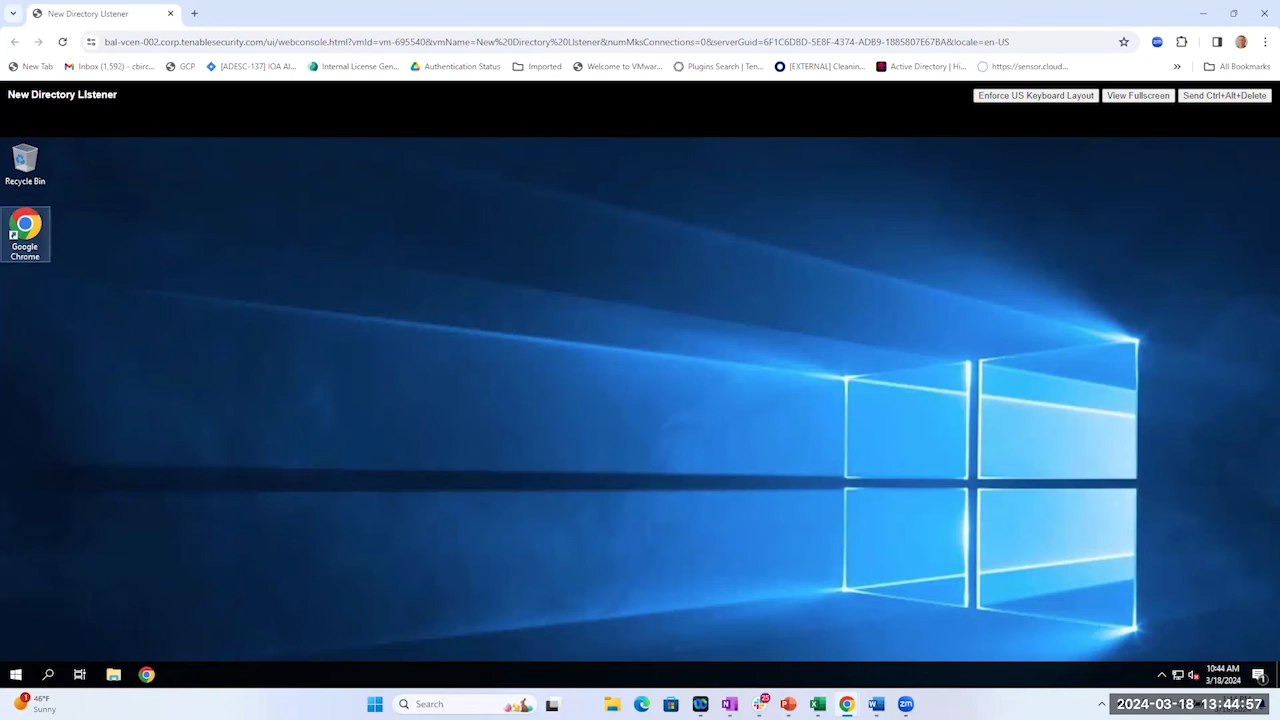 New Directory LIstener
bal-vcen-002.corp.tenablesecurity.com/ui/webconsole.html?vmId=vm-695540&vmName=New%20Directory%20LIstener&numMksConnections=0&serverGuid=6F1C6DBD-5E8F-4374-ADB9-1885807E67BA&locale=en-US
New Tab
Inbox (1,592) - cbirc...
GCP
[ADESC-137] IOA Al...
Internal License Gen...
Authentication Status
Imported
Welcome to VMwar...
Plugins Search | Ten...
[EXTERNAL] Cleanin...
Active Directory | Hi...
https://sensor.cloud...
All Bookmarks
New Directory LIstener
Enforce US Keyboard Layout
View Fullscreen
Send Ctrl+Alt+Delete
Recycle Bin
Google
Chrome
10:44 AM
3/18/2024
1
46°F
Sunny
Search
25
2024-03-18 13:44:57